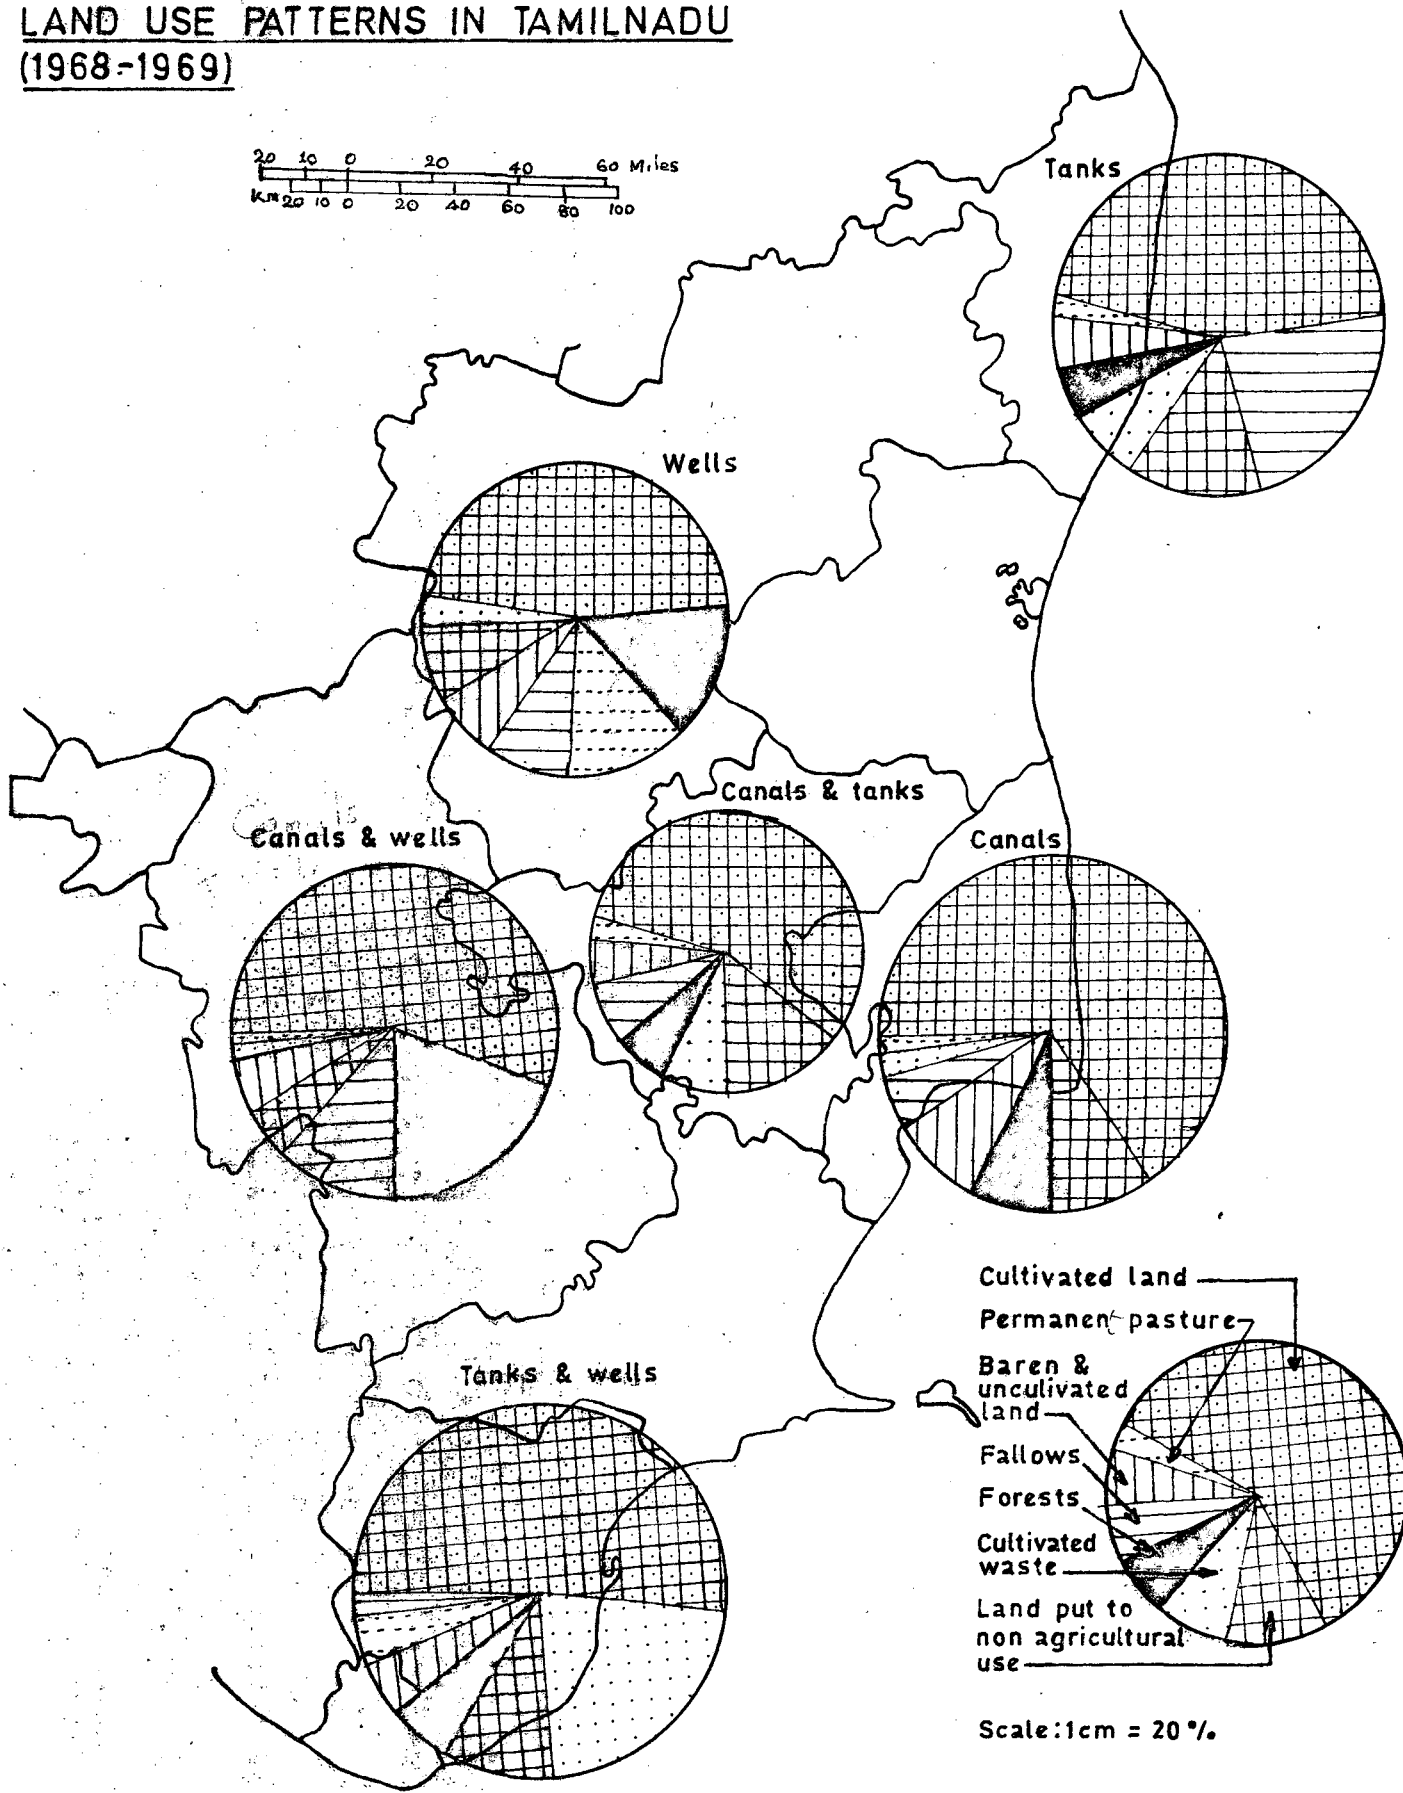 LAND USE PATTERNS IN TAMILNADU
(1968-1969)
20 10 0 20 40 60 Miles
Km 20 10 0 20 40 60 80 100
Tanks
Wells
Canals & tanks
Canals
Canals & wells
Canals
Tanks & wells
Cultivated land
Permanent pasture
Baren &
unculivated
land
Fallows
Forests
Cultivated
waste
Land put to
non agricultural
use
Scale:1cm = 20%